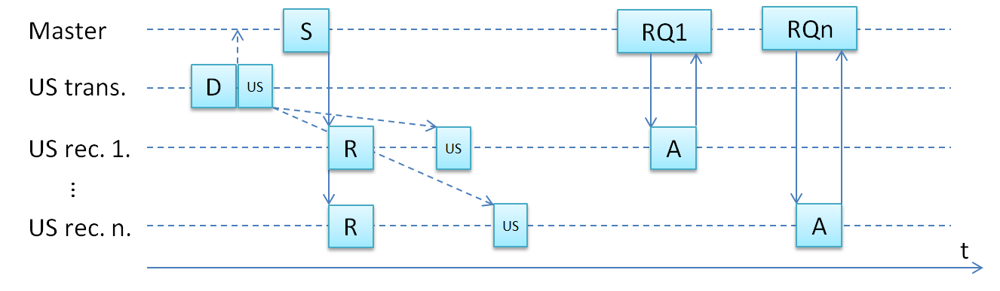 Master S RQ1 RQn
US trans. D US
US rec. 1. R US A
⋮
US rec. n. R US A
t